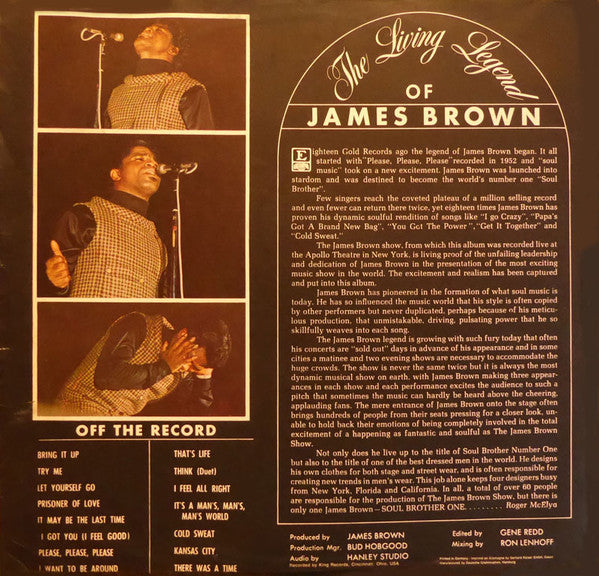 The Living Legend
OF
JAMES BROWN
Eighteen Gold Records ago the legend of James Brown began. It all
started with "Please, Please, Please" recorded in 1952 and "soul
music" took on a new excitement. James Brown was launched into
stardom and was destined to become the world's number one "Soul
Brother".
Few singers reach the coveted plateau of a million selling record
and even fewer can return there twice, yet eighteen times James Brown has
proven his dynamic soulful rendition of songs like "I go Crazy", "Papa's
Got A Brand New Bag", "You Got The Power", "Get It Together" and
"Cold Sweat."
The James Brown show, from which this album was recorded live at
the Apollo Theatre in New York, is living proof of the unfailing leadership
and dedication of James Brown in the presentation of the most exciting
music show in the world. The excitement and realism has been captured
and put into this album.
James Brown has pioneered in the formation of what soul music is
today. He has so influenced the music world that his style is often copied
by other performers but never duplicated, perhaps because of his meticu-
lous production, that unmistakable, driving, pulsating power that he so
skillfully weaves into each song.
The James Brown legend is growing with such fury today that often
his concerts are "sold out" days in advance of his appearance and in some
cities a matinee and two evening shows are necessary to accommodate the
huge crowds. The show is never the same twice but it is always the most
dynamic musical show on earth, with James Brown making three appear-
ances in each show and each performance excites the audience to such a
pitch that sometimes the music can hardly be heard above the cheering,
applauding fans. The mere entrance of James Brown onto the stage often
brings hundreds of people from their seats pressing for a closer look, un-
able to hold back their emotions of being completely involved in the total
excitement of a happening as fantastic and soulful as The James Brown
Show.
Not only does he live up to the title of Soul Brother Number One
but also to the title of one of the best dressed men in the world. He designs
his own clothes for both stage and street wear, and is often responsible for
creating new trends in men's wear. This job alone keeps four designers busy
from New York, Florida and California. In all, a total of over 60 people
are responsible for the production of The James Brown Show, but there is
only one James Brown—SOUL BROTHER ONE. ........ Roger McElya
OFF THE RECORD
BRING IT UP
TRY ME
LET YOURSELF GO
PRISONER OF LOVE
IT MAY BE THE LAST TIME
I GOT YOU (I FEEL GOOD)
PLEASE, PLEASE, PLEASE
I WANT TO BE AROUND
THAT'S LIFE
THINK (Duet)
I FEEL ALL RIGHT
IT'S A MAN'S, MAN'S,
MAN'S WORLD
COLD SWEAT
KANSAS CITY
THERE WAS A TIME
Produced by JAMES BROWN
Production Mgr. BUD HOBGOOD
Audio by HANLEY STUDIO
Recorded by King Records, Cincinnati, Ohio, USA
Edited by GENE REDD
Mixing by RON LENHOFF